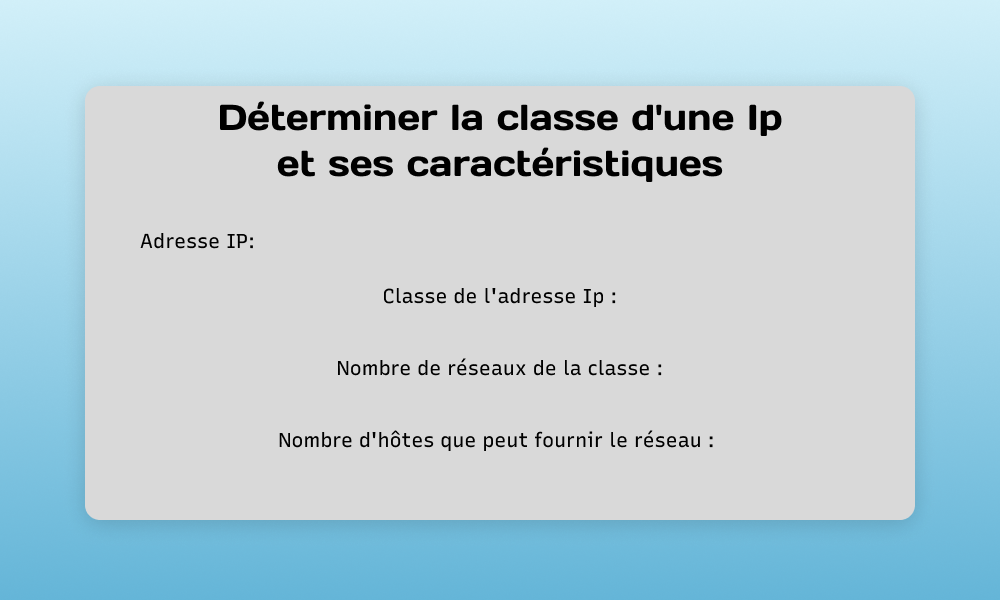 Déterminer la classe d'une Ip
et ses caractéristiques
Adresse IP:
Classe de l'adresse Ip :
Nombre de réseaux de la classe :
Nombre d'hôtes que peut fournir le réseau :